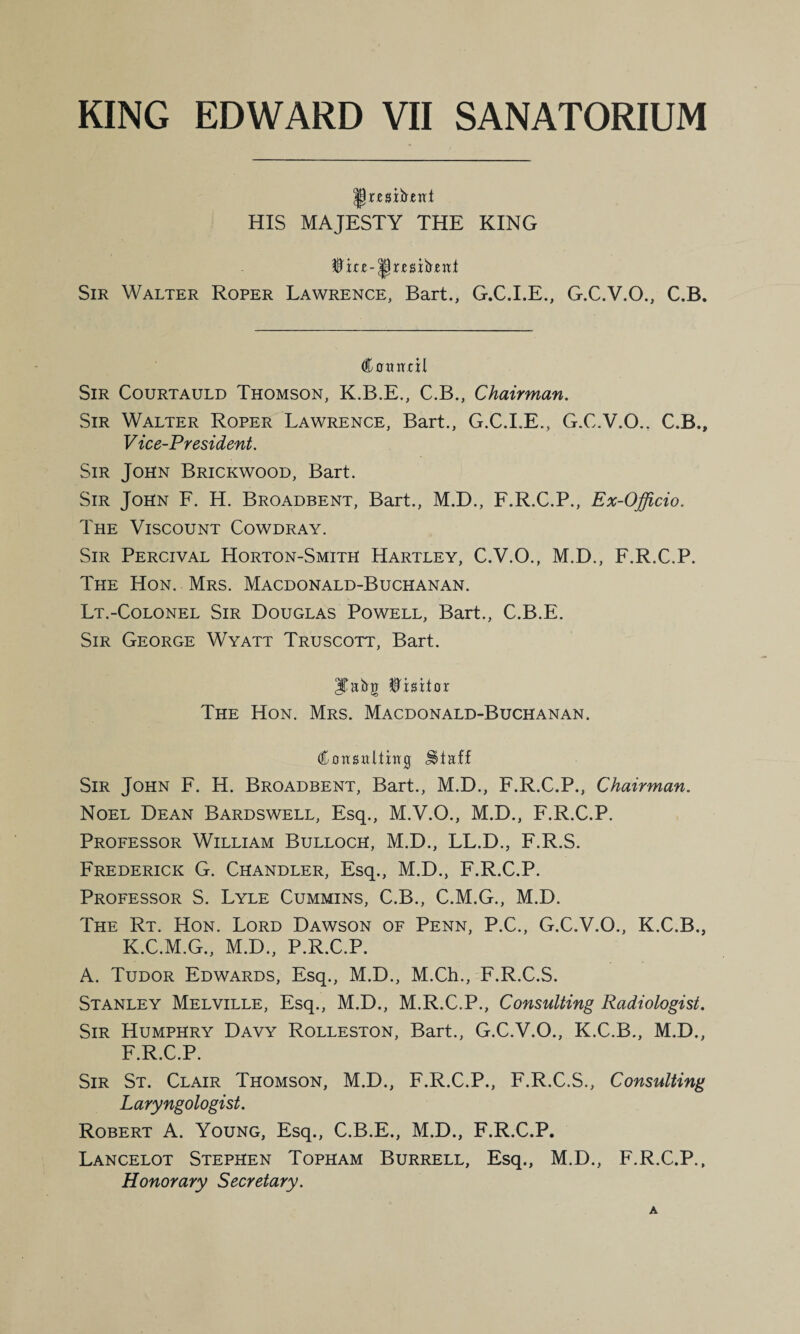 KING EDWARD VII SANATORIUM
President
HIS MAJESTY THE KING
Vice-President
Sir Walter Roper Lawrence, Bart., G.C.I.E., G.C.V.O., C.B.
Council
Sir Courtauld Thomson, K.B.E., C.B., Chairman.
Sir Walter Roper Lawrence, Bart., G.C.I.E., G.C.V.O.. C.B.,
Vice-President.
Sir John Brickwood, Bart.
Sir John F. H. Broadbent, Bart., M.D., F.R.C.P., Ex-Officio.
The Viscount Cowdray.
Sir Percival Horton-Smith Hartley, C.V.O., M.D., F.R.C.P.
The Hon. Mrs. Macdonald-Buchanan.
Lt.-Colonel Sir Douglas Powell, Bart., C.B.E.
Sir George Wyatt Truscott, Bart.
Lady Visitor
The Hon. Mrs. Macdonald-Buchanan.
Consulting Staff
Sir John F. H. Broadbent, Bart., M.D., F.R.C.P., Chairman.
Noel Dean Bardswell, Esq., M.V.O., M.D., F.R.C.P.
Professor William Bulloch, M.D., LL.D., F.R.S.
Frederick G. Chandler, Esq., M.D., F.R.C.P.
Professor S. Lyle Cummins, C.B., C.M.G., M.D.
The Rt. Hon. Lord Dawson of Penn, P.C., G.C.V.O., K.C.B.,
K.C.M.G., M.D., P.R.C.P.
A. Tudor Edwards, Esq., M.D., M.Ch., F.R.C.S.
Stanley Melville, Esq., M.D., M.R.C.P., Consulting Radiologist.
Sir Humphry Davy Rolleston, Bart., G.C.V.O., K.C.B., M.D.,
F.R.C.P.
Sir St. Clair Thomson, M.D., F.R.C.P., F.R.C.S., Consulting
Laryngologist.
Robert A. Young, Esq., C.B.E., M.D., F.R.C.P.
Lancelot Stephen Topham Burrell, Esq., M.D., F.R.C.P.,
Honorary Secretary.
A